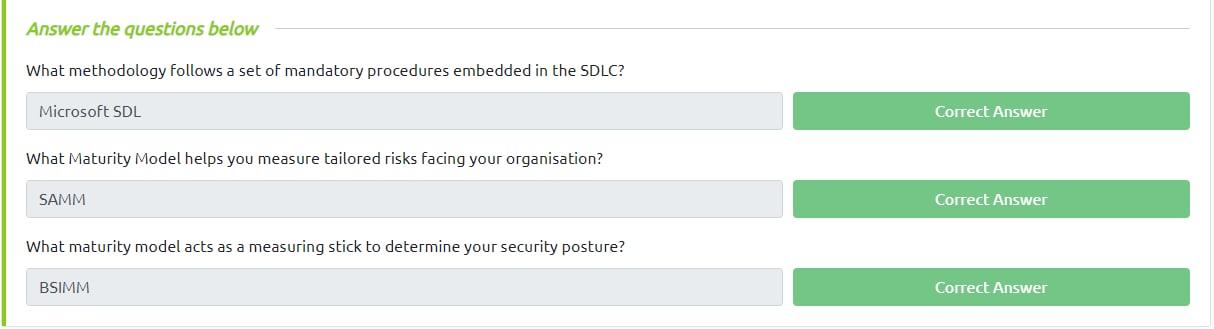 Answer the questions below
What methodology follows a set of mandatory procedures embedded in the SDLC?
Microsoft SDL
Correct Answer
What Maturity Model helps you measure tailored risks facing your organisation?
SAMM
Correct Answer
What maturity model acts as a measuring stick to determine your security posture?
BSIMM
Correct Answer